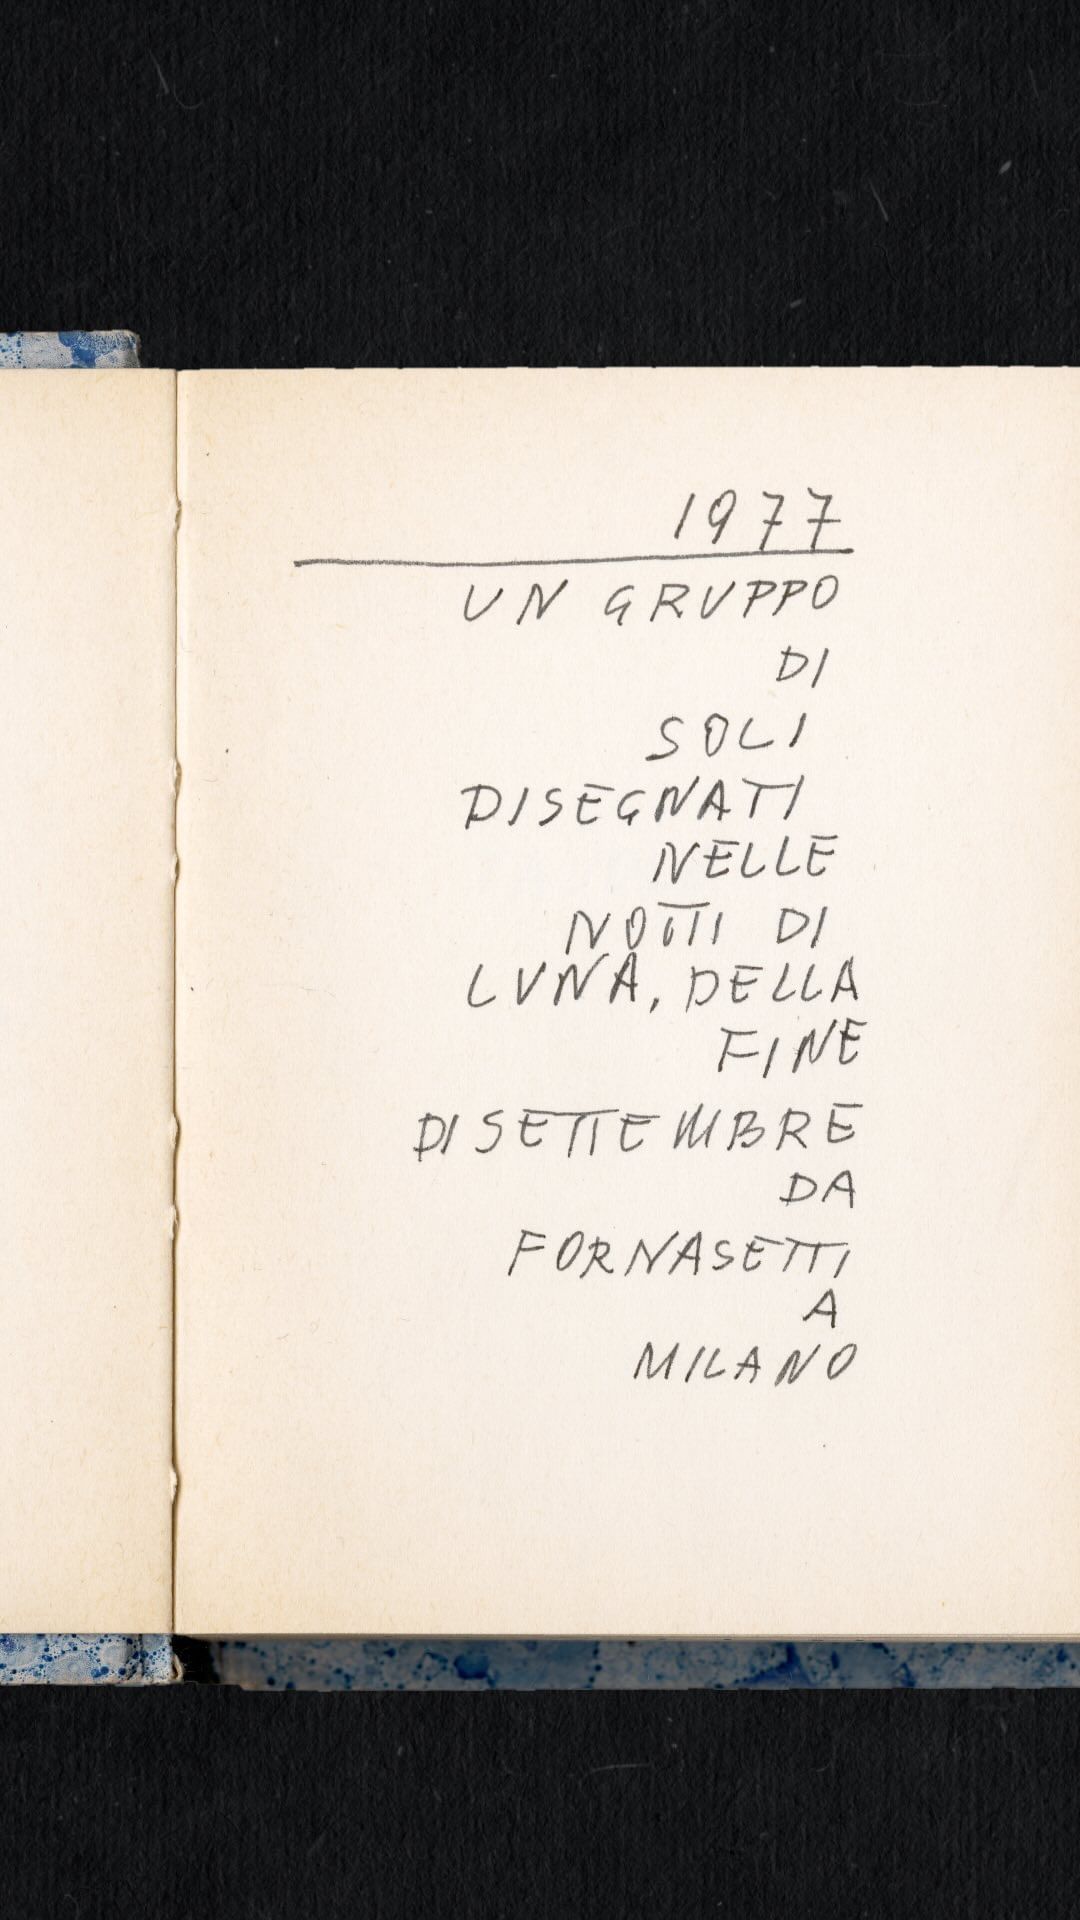 1977
UN GRUPPO
DI
SOLI
DISEGNATI
NELLE
NOTTI DI
LUNA, DELLA
FINE
DI SETTEMBRE
DA
FORNASETTI
A
MILANO